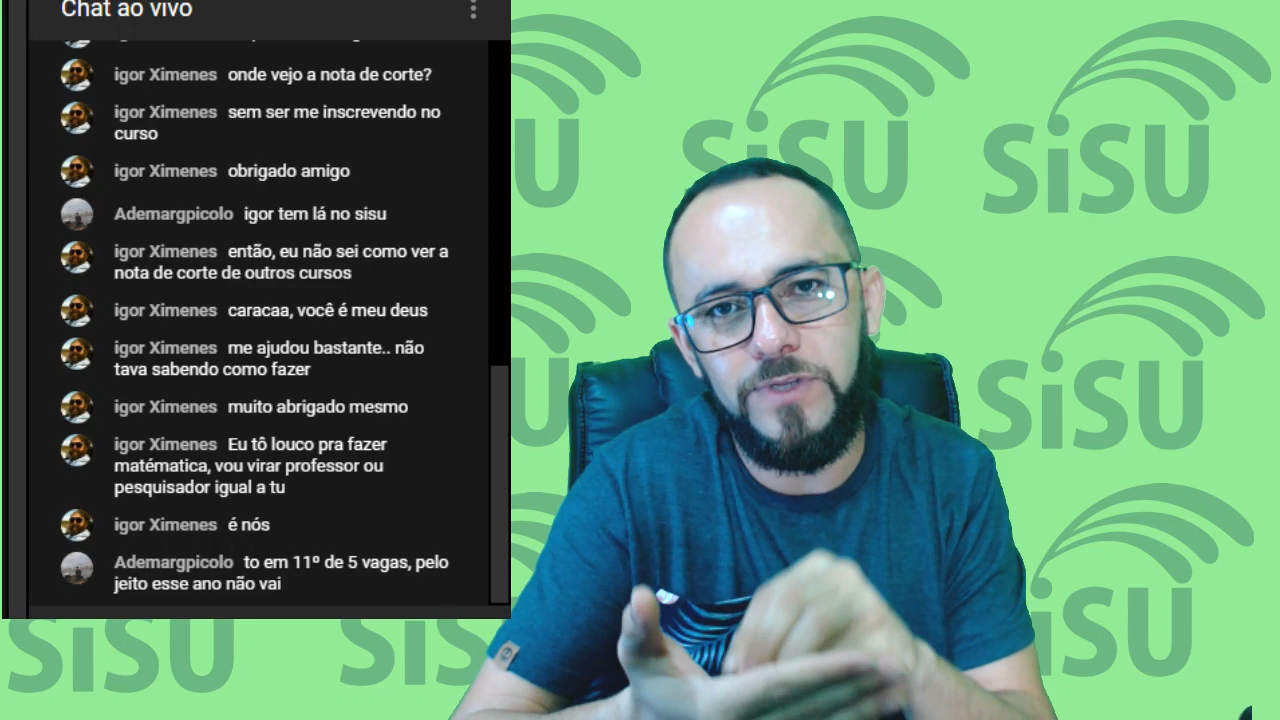 Chat ao vivo
igor Ximenes onde vejo a nota de corte?
igor Ximenes sem ser me inscrevendo no
curso
igor Ximenes obrigado amigo
Ademargpicolo igor tem lá no sisu
igor Ximenes então, eu não sei como ver a
nota de corte de outros cursos
igor Ximenes caracaa, você é meu deus
igor Ximenes me ajudou bastante.. não
tava sabendo como fazer
igor Ximenes muito abrigado mesmo
igor Ximenes Eu tô louco pra fazer
matématica, vou virar professor ou
pesquisador igual a tu
igor Ximenes é nós
Ademargpicolo to em 11º de 5 vagas, pelo
jeito esse ano não vai
U
SiSU
SiSU
U
SiSU
U
SiSU
SiSU
SiSU